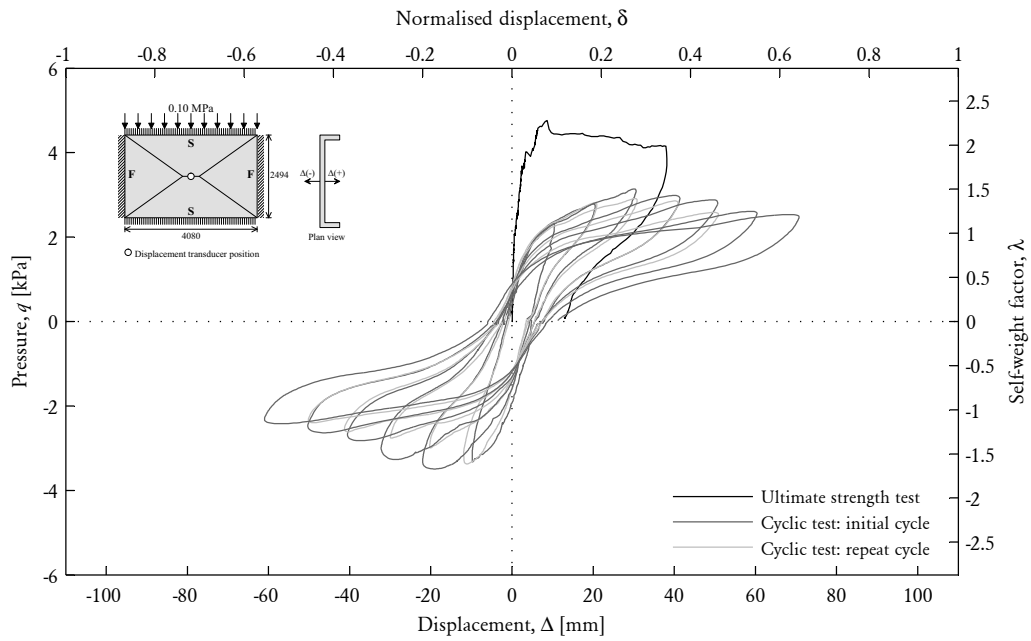 Normalised displacement, δ
-1 -0.8 -0.6 -0.4 -0.2 0 0.2 0.4 0.6 0.8 1
6
4
2
0
-2
-4
-6
Pressure, q [kPa]
0.10 MPa
S
F F
S
2494
4080
Displacement transducer position
Δ(-) Δ(+)
Plan view
2.5
2
1.5
1
0.5
0
-0.5
-1
-1.5
-2
-2.5
Self-weight factor, λ
Ultimate strength test
Cyclic test: initial cycle
Cyclic test: repeat cycle
-100 -80 -60 -40 -20 0 20 40 60 80 100
Displacement, Δ [mm]